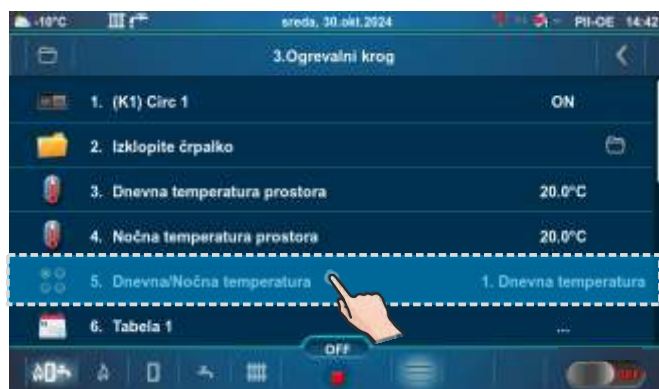 -10°C sreda, 30.okt.2024 PII-OE 14:42
3.Ogrevalni krog
1. (K1) Circ 1 ON
2. Izklopite črpalko
3. Dnevna temperatura prostora 20.0°C
4. Nočna temperatura prostora 20.0°C
5. Dnevna/Nočna temperatura 1. Dnevna temperatura
6. Tabela 1 ...
OFF
OFF